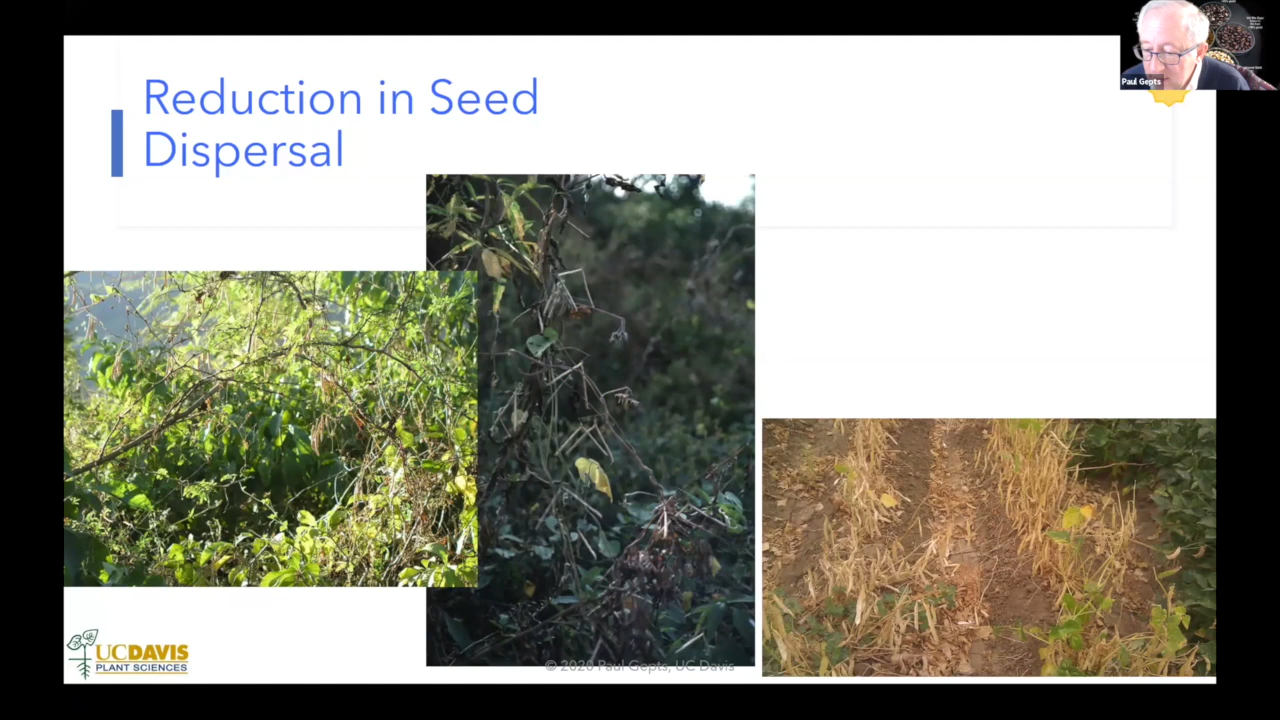 Reduction in Seed
Dispersal
Paul Gepts
UCDAVIS
PLANT SCIENCES
© 2020 Paul Gepts, UC Davis